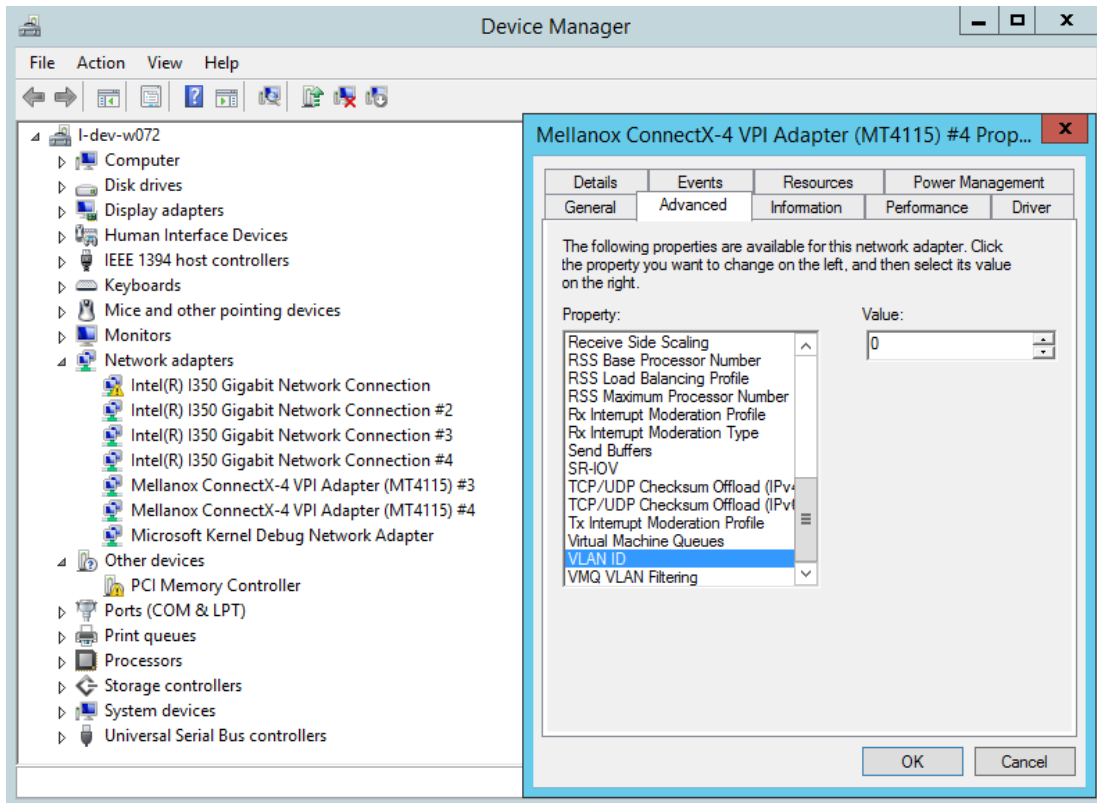 Device Manager
File Action View Help
l-dev-w072
Computer
Disk drives
Display adapters
Human Interface Devices
IEEE 1394 host controllers
Keyboards
Mice and other pointing devices
Monitors
Network adapters
Intel(R) I350 Gigabit Network Connection
Intel(R) I350 Gigabit Network Connection #2
Intel(R) I350 Gigabit Network Connection #3
Intel(R) I350 Gigabit Network Connection #4
Mellanox ConnectX-4 VPI Adapter (MT4115) #3
Mellanox ConnectX-4 VPI Adapter (MT4115) #4
Microsoft Kernel Debug Network Adapter
Other devices
PCI Memory Controller
Ports (COM & LPT)
Print queues
Processors
Storage controllers
System devices
Universal Serial Bus controllers
Mellanox ConnectX-4 VPI Adapter (MT4115) #4 Prop...
Details Events Resources Power Management
General Advanced Information Performance Driver
The following properties are available for this network adapter. Click
the property you want to change on the left, and then select its value
on the right.
Property: Value:
Receive Side Scaling
RSS Base Processor Number
RSS Load Balancing Profile
RSS Maximum Processor Number
Rx Interrupt Moderation Profile
Rx Interrupt Moderation Type
Send Buffers
SR-IOV
TCP/UDP Checksum Offload (IPv4
TCP/UDP Checksum Offload (IPv6
Tx Interrupt Moderation Profile
Virtual Machine Queues
VLAN ID
VMQ VLAN Filtering
0
OK Cancel